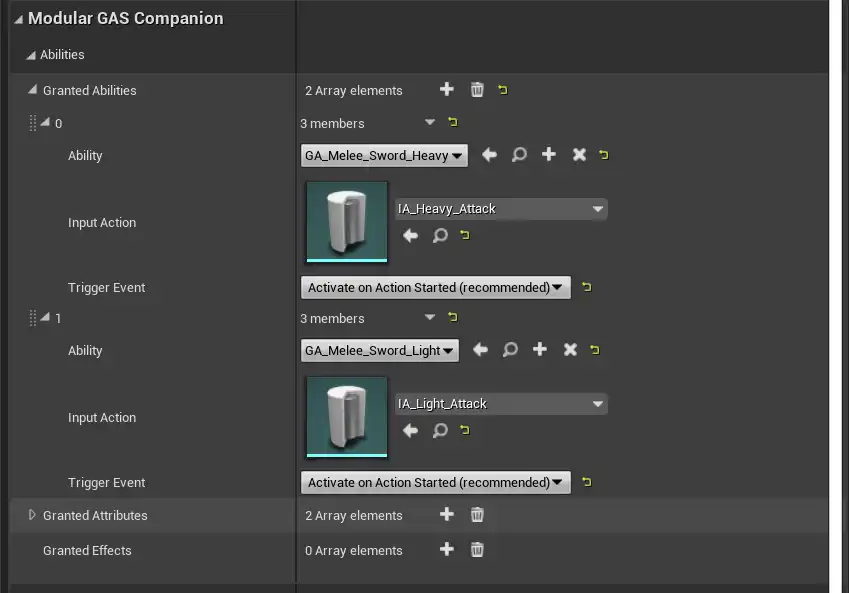 Modular GAS Companion
Abilities
Granted Abilities 2 Array elements
0 3 members
Ability GA_Melee_Sword_Heavy
Input Action IA_Heavy_Attack
Trigger Event Activate on Action Started (recommended)
1 3 members
Ability GA_Melee_Sword_Light
Input Action IA_Light_Attack
Trigger Event Activate on Action Started (recommended)
Granted Attributes 2 Array elements
Granted Effects 0 Array elements